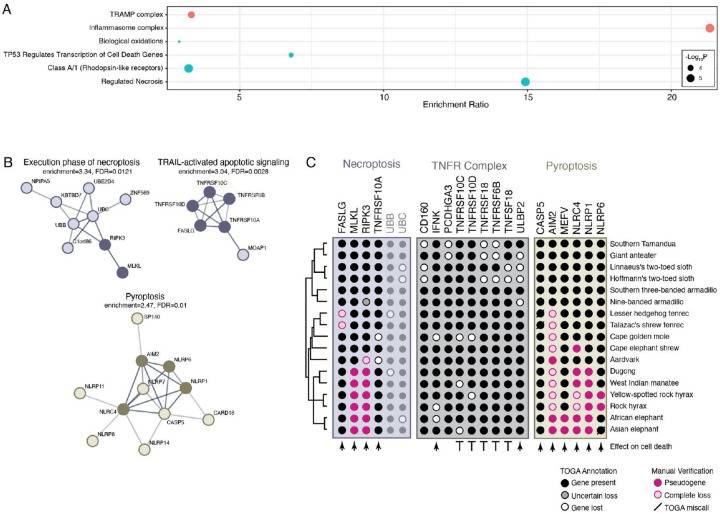 A
TRAMP complex
Inflammasome complex
Biological oxidations
TP53 Regulates Transcription of Cell Death Genes
Class A/1 (Rhodopsin-like receptors)
Regulated Necrosis
-Log10P
4
5
5
10
15
20
Enrichment Ratio
B
Execution phase of necroptosis
enrichment=3.34, FDR=0.0121
NPIPA5
UBE2D4
ZNF569
KBTBD7
UBC
UBB
C1orf86
RIPK3
MLKL
TRAIL-activated apoptotic signaling
enrichment=3.04, FDR=0.0028
TNFRSF10C
TNFRSF6B
TNFRSF10D
TNFRSF10A
FASLG
MOAP1
Pyroptosis
enrichment=2.47, FDR=0.01
SP140
AIM2
NLRP6
NLRP7
NLRP1
NLRP11
NLRC4
CASP5
CARD18
NLRP8
NLRP14
C
Necroptosis
TNFR Complex
Pyroptosis
FASLG
MLKL
RIPK3
TNFRSF10A
UBB
UBC
CD160
IFNK
PCDHGA3
TNFRSF10C
TNFRSF10D
TNFRSF18
TNFRSF6B
TNFSF18
ULBP2
CASP5
AIM2
MEFV
NLRC4
NLRP1
NLRP6
Southern Tamandua
Giant anteater
Linnaeus's two-toed sloth
Hoffmann's two-toed sloth
Southern three-banded armadillo
Nine-banded armadillo
Lesser hedgehog tenrec
Talazac's shrew tenrec
Cape golden mole
Cape elephant shrew
Aardvark
Dugong
West Indian manatee
Yellow-spotted rock hyrax
Rock hyrax
African elephant
Asian elephant
Effect on cell death
TOGA Annotation
Gene present
Uncertain loss
Gene lost
Manual Verification
Pseudogene
Complete loss
TOGA miscall